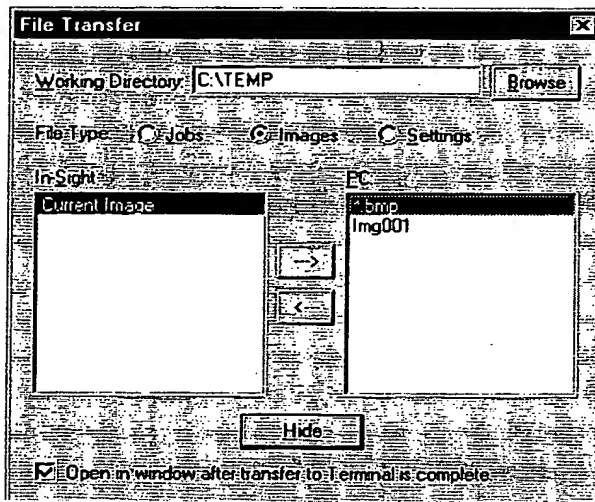 File Transfer
Working Directory: C:\TEMP Browse
File Type: Jobs Images Settings
In-Sight PC
Current Image *.bmp
Img001
-->
<--
Hide
Open in window after transfer to Terminal is complete.